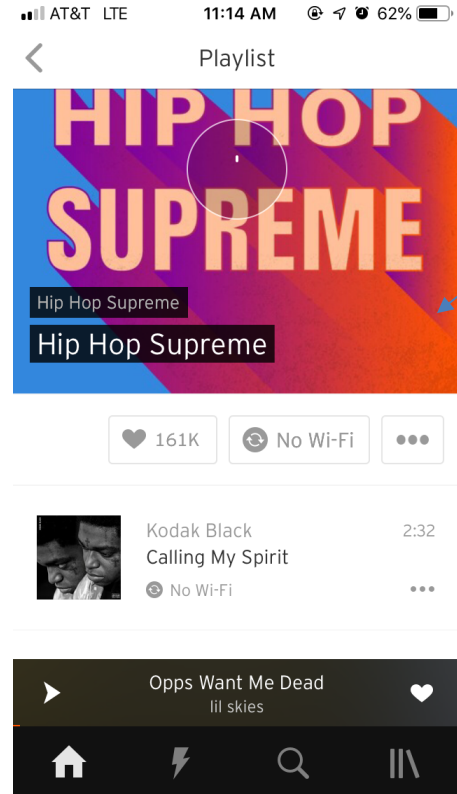 AT&T LTE 11:14 AM 62%
Playlist
HIP HOP
SUPREME
Hip Hop Supreme
Hip Hop Supreme
161K No Wi-Fi
Kodak Black 2:32
Calling My Spirit
No Wi-Fi
Opps Want Me Dead
lil skies